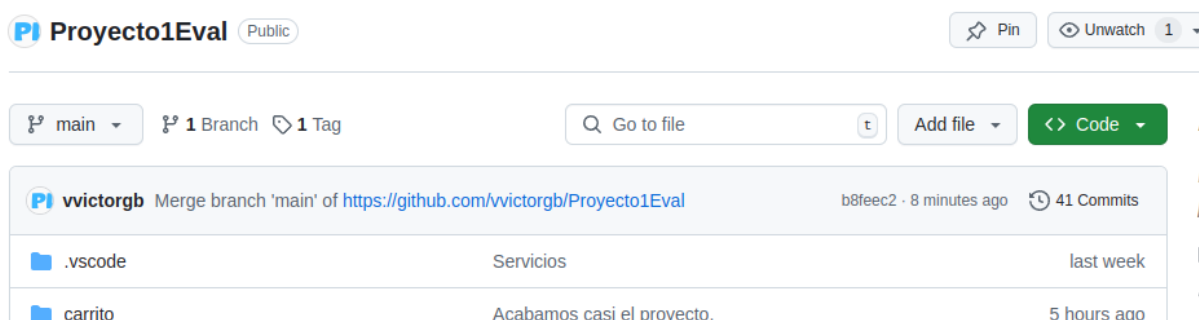 PI Proyecto1Eval Public Pin Unwatch 1
main 1 Branch 1 Tag Go to file t Add file Code
PI vvictorgb Merge branch 'main' of https://github.com/vvictorgb/Proyecto1Eval b8feec2 · 8 minutes ago 41 Commits
.vscode Servicios last week
carrito Acabamos casi el proyecto. 5 hours ago